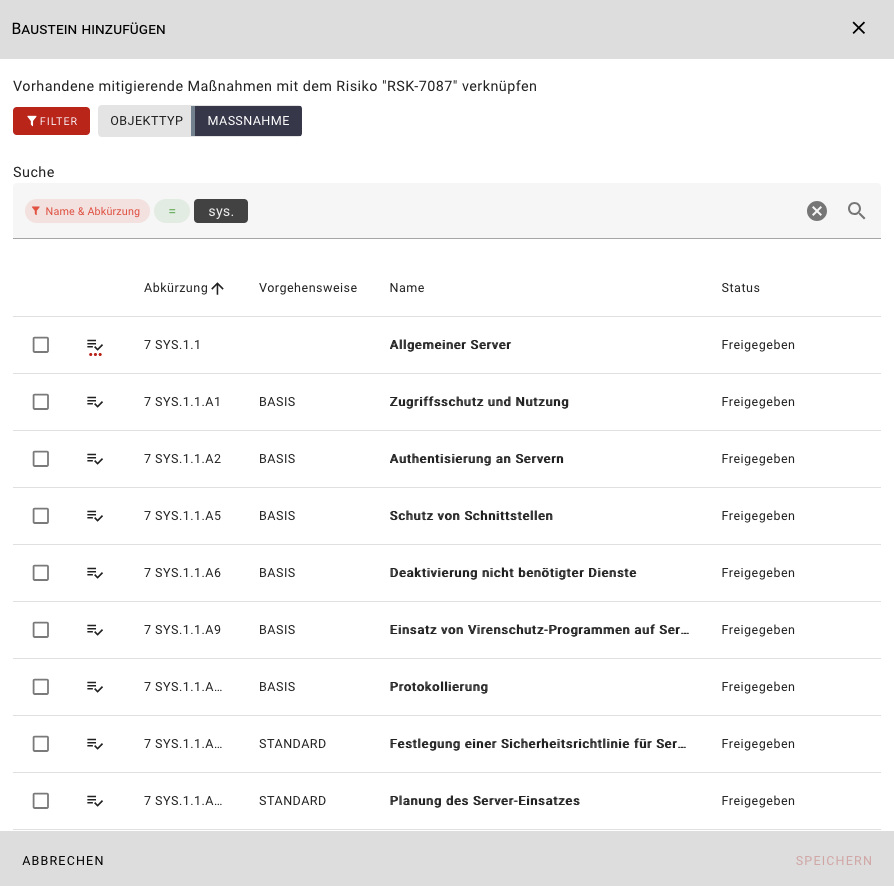 BAUSTEIN HINZUFÜGEN
Vorhandene mitigierende Maßnahmen mit dem Risiko "RSK-7087" verknüpfen
FILTER OBJEKTTYP MASSNAHME
Suche
Name & Abkürzung = sys.
Abkürzung Vorgehensweise Name Status
7 SYS.1.1 Allgemeiner Server Freigegeben
7 SYS.1.1.A1 BASIS Zugriffsschutz und Nutzung Freigegeben
7 SYS.1.1.A2 BASIS Authentisierung an Servern Freigegeben
7 SYS.1.1.A5 BASIS Schutz von Schnittstellen Freigegeben
7 SYS.1.1.A6 BASIS Deaktivierung nicht benötigter Dienste Freigegeben
7 SYS.1.1.A9 BASIS Einsatz von Virenschutz-Programmen auf Ser… Freigegeben
7 SYS.1.1.A… BASIS Protokollierung Freigegeben
7 SYS.1.1.A… STANDARD Festlegung einer Sicherheitsrichtlinie für Ser… Freigegeben
7 SYS.1.1.A… STANDARD Planung des Server-Einsatzes Freigegeben
ABBRECHEN SPEICHERN